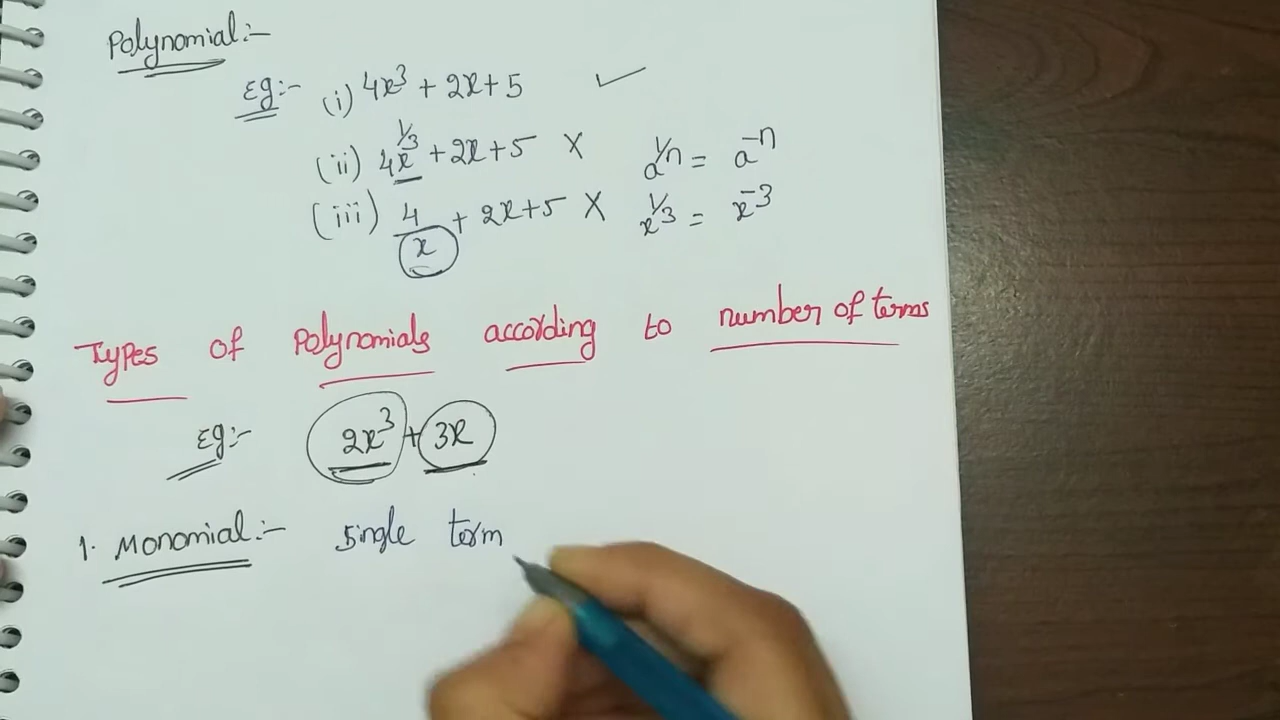 Polynomial:-
Eg:- (i) 4x³ + 2x + 5 ✓
(ii) 4x^1/3 + 2x + 5 X a^1/n = a^-n
(iii) 4/x + 2x + 5 X x^1/3 = x^-3
Types of Polynomials according to number of terms
Eg:- 2x³ + 3x
1. Monomial:- Single term